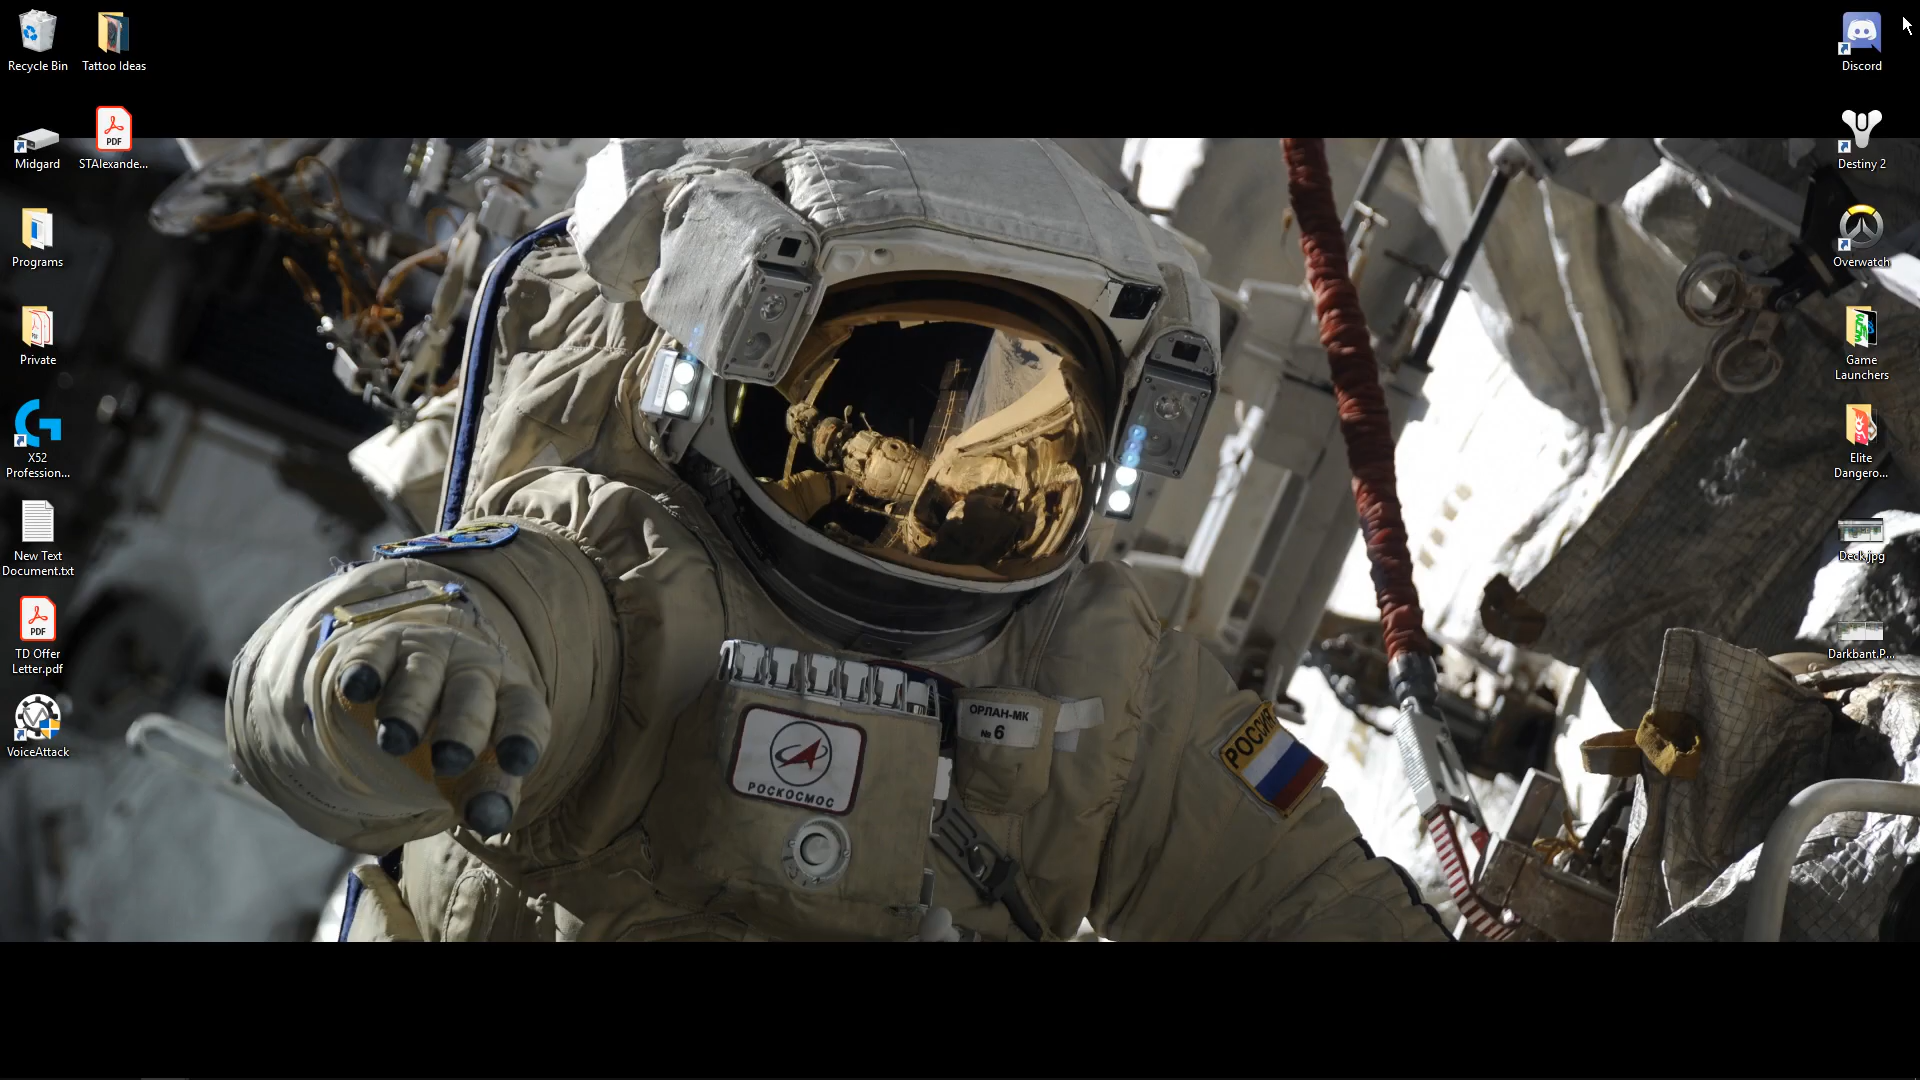 Recycle Bin
Tattoo Ideas
Discord
Midgard
STAlexande...
Destiny 2
Programs
Overwatch
Private
Game
Launchers
X52
Profession...
Elite
Dangero...
New Text
Document.txt
Deck.jpg
TD Offer
Letter.pdf
Darkbant.P...
VoiceAttack
PDF
PDF
ОРЛАН-МК
№ 6
РОСКОСМОС
РОССИЯ